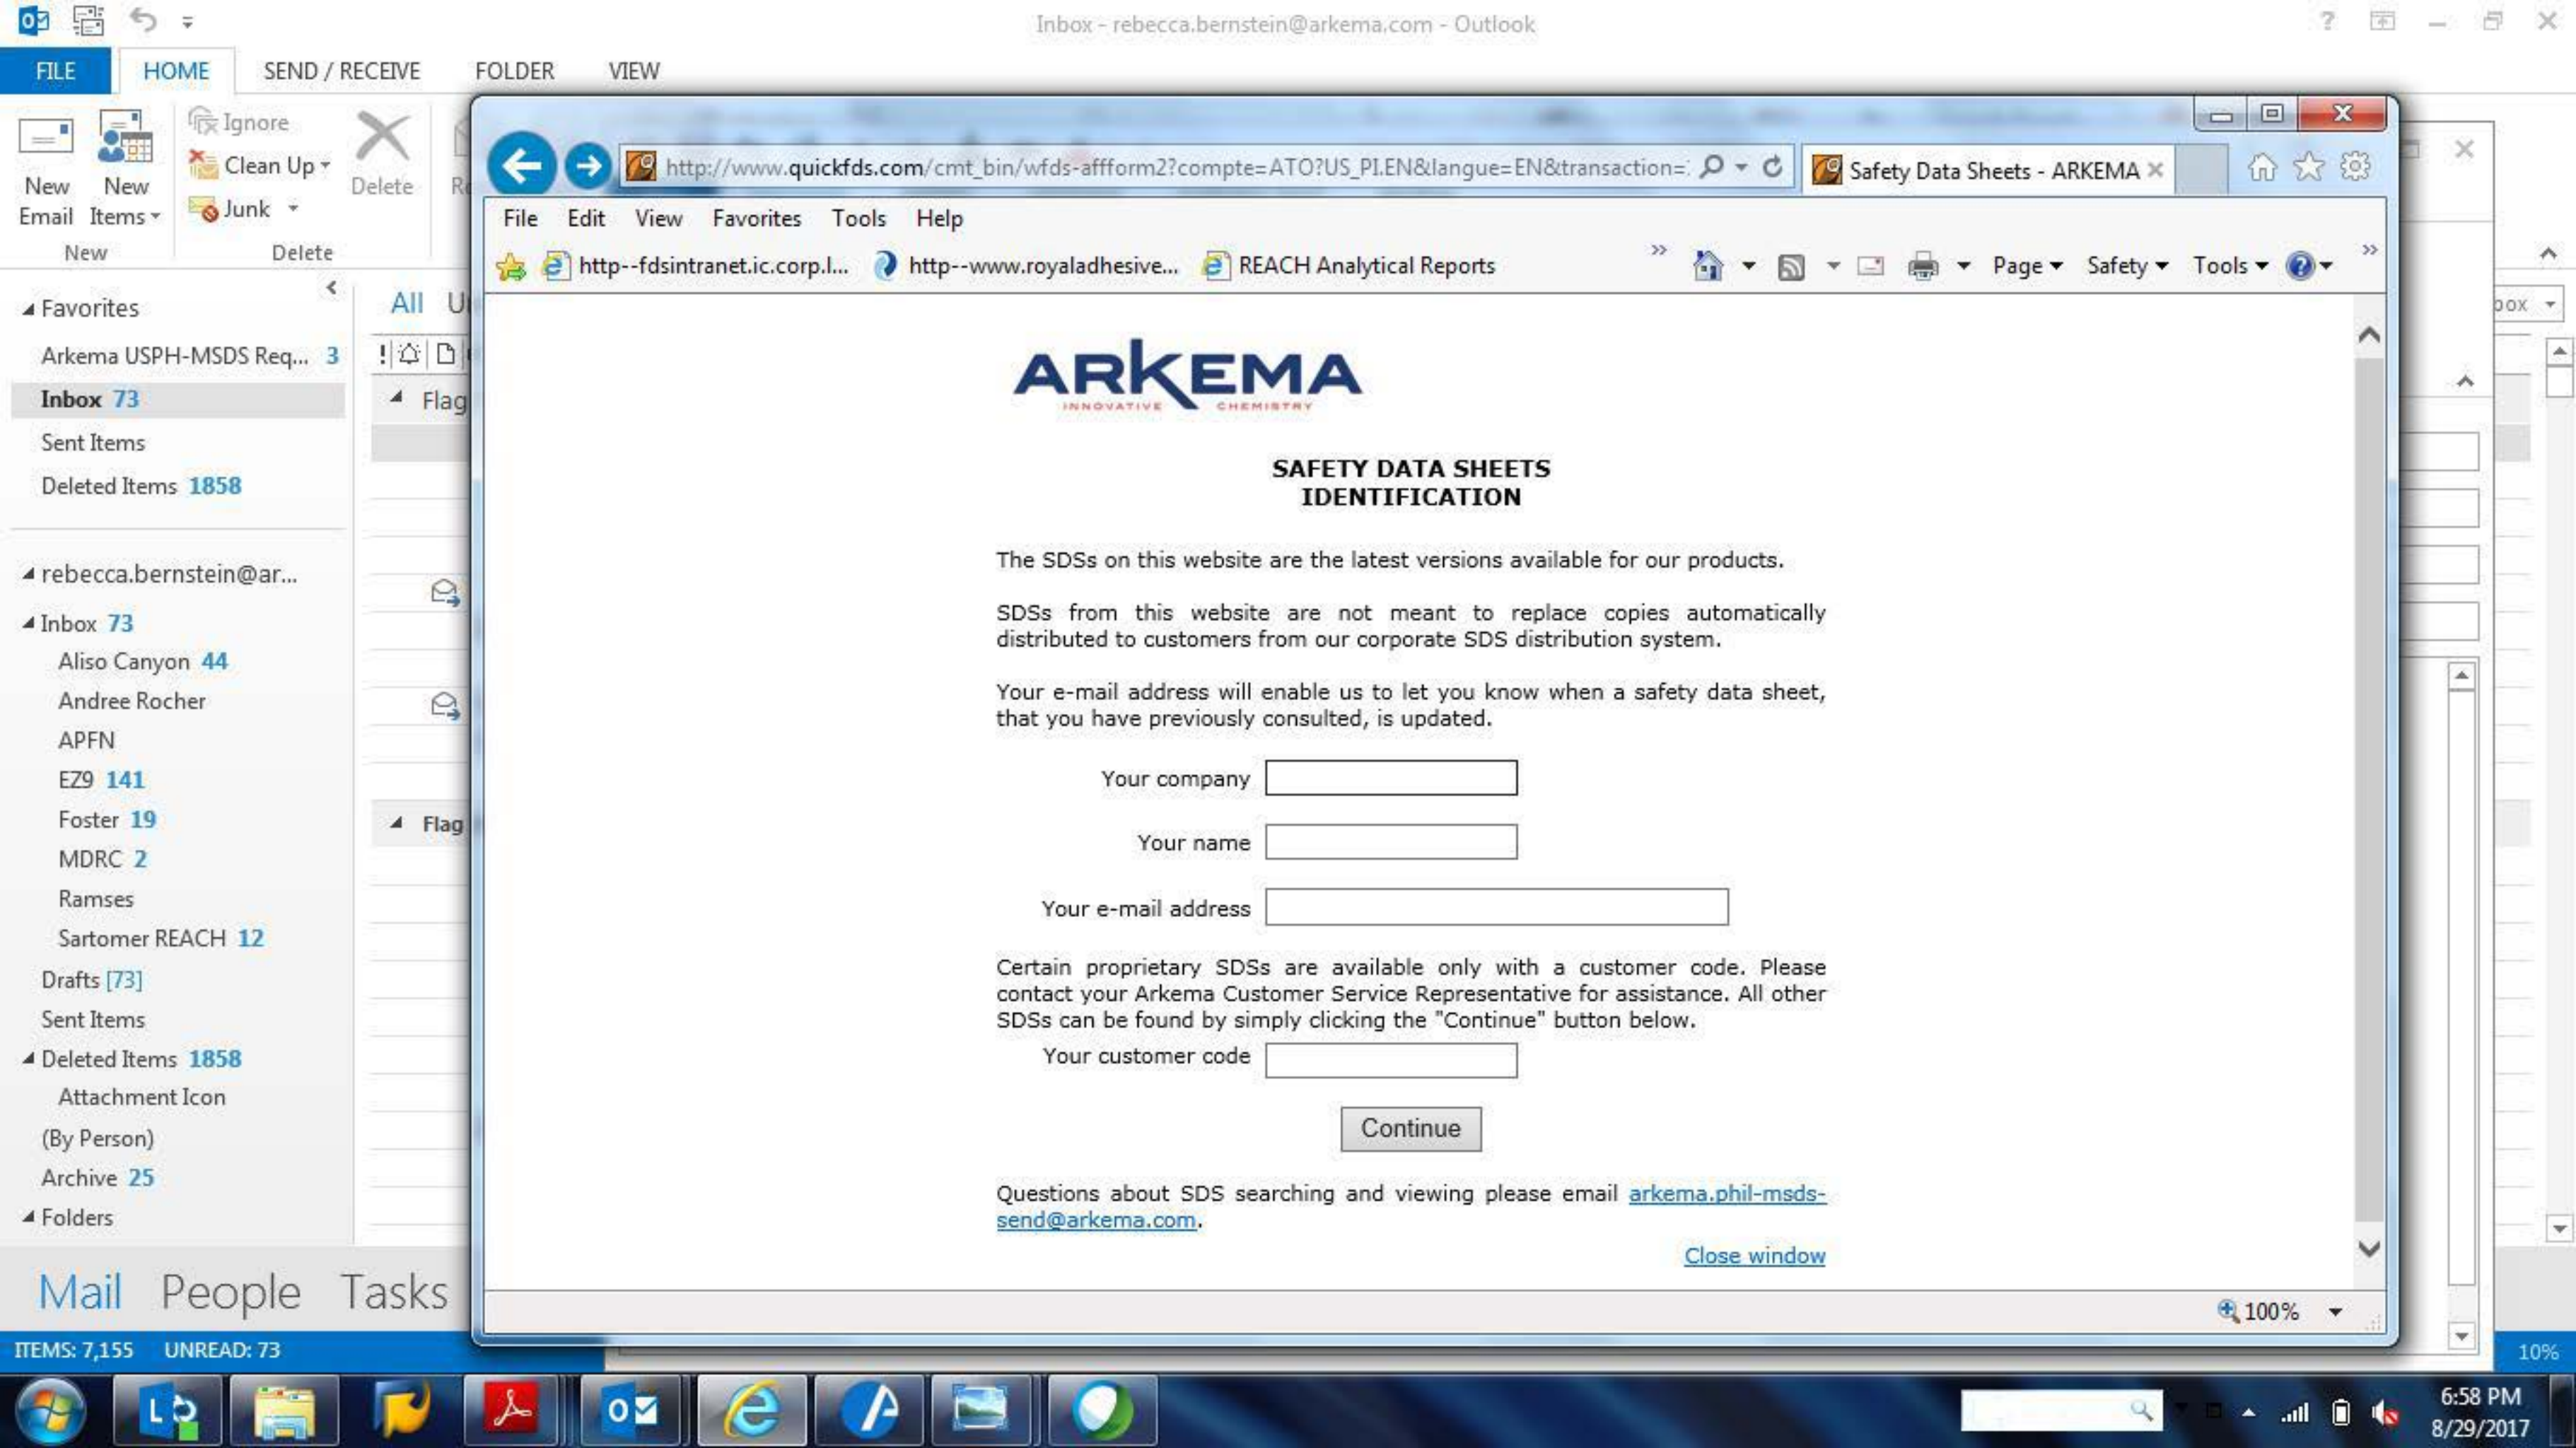 Inbox - rebecca.bernstein@arkema.com - Outlook
FILE HOME SEND / RECEIVE FOLDER VIEW
New Email
New Items
Ignore
Clean Up
Junk
Delete
New
Delete
http://www.quickfds.com/cmt_bin/wfds-affform2?compte=ATO?US_PI.EN&langue=EN&transaction=
Safety Data Sheets - ARKEMA
File Edit View Favorites Tools Help
http--fdsintranet.ic.corp.l... http--www.royaladhesive... REACH Analytical Reports
Page Safety Tools
Favorites
Arkema USPH-MSDS Req... 3
Inbox 73
Sent Items
Deleted Items 1858
rebecca.bernstein@ar...
Inbox 73
Aliso Canyon 44
Andree Rocher
APFN
EZ9 141
Foster 19
MDRC 2
Ramses
Sartomer REACH 12
Drafts [73]
Sent Items
Deleted Items 1858
Attachment Icon
(By Person)
Archive 25
Folders
Mail People Tasks
ITEMS: 7,155 UNREAD: 73
All
Flag
Flag
ARKEMA
INNOVATIVE CHEMISTRY
SAFETY DATA SHEETS
IDENTIFICATION
The SDSs on this website are the latest versions available for our products.
SDSs from this website are not meant to replace copies automatically
distributed to customers from our corporate SDS distribution system.
Your e-mail address will enable us to let you know when a safety data sheet,
that you have previously consulted, is updated.
Your company
Your name
Your e-mail address
Certain proprietary SDSs are available only with a customer code. Please
contact your Arkema Customer Service Representative for assistance. All other
SDSs can be found by simply clicking the "Continue" button below.
Your customer code
Continue
Questions about SDS searching and viewing please email arkema.phil-msds-
send@arkema.com.
Close window
100%
10%
6:58 PM
8/29/2017